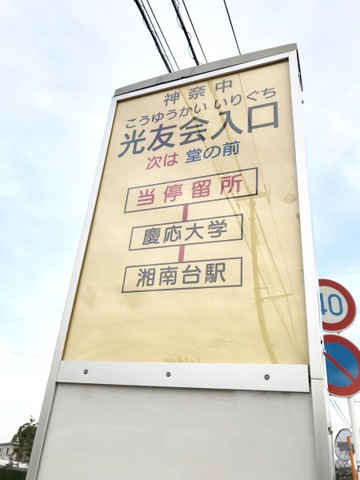 神奈中
こうゆうかい いりぐち
光友会入口
次は 堂の前
当停留所
慶応大学
湘南台駅
40